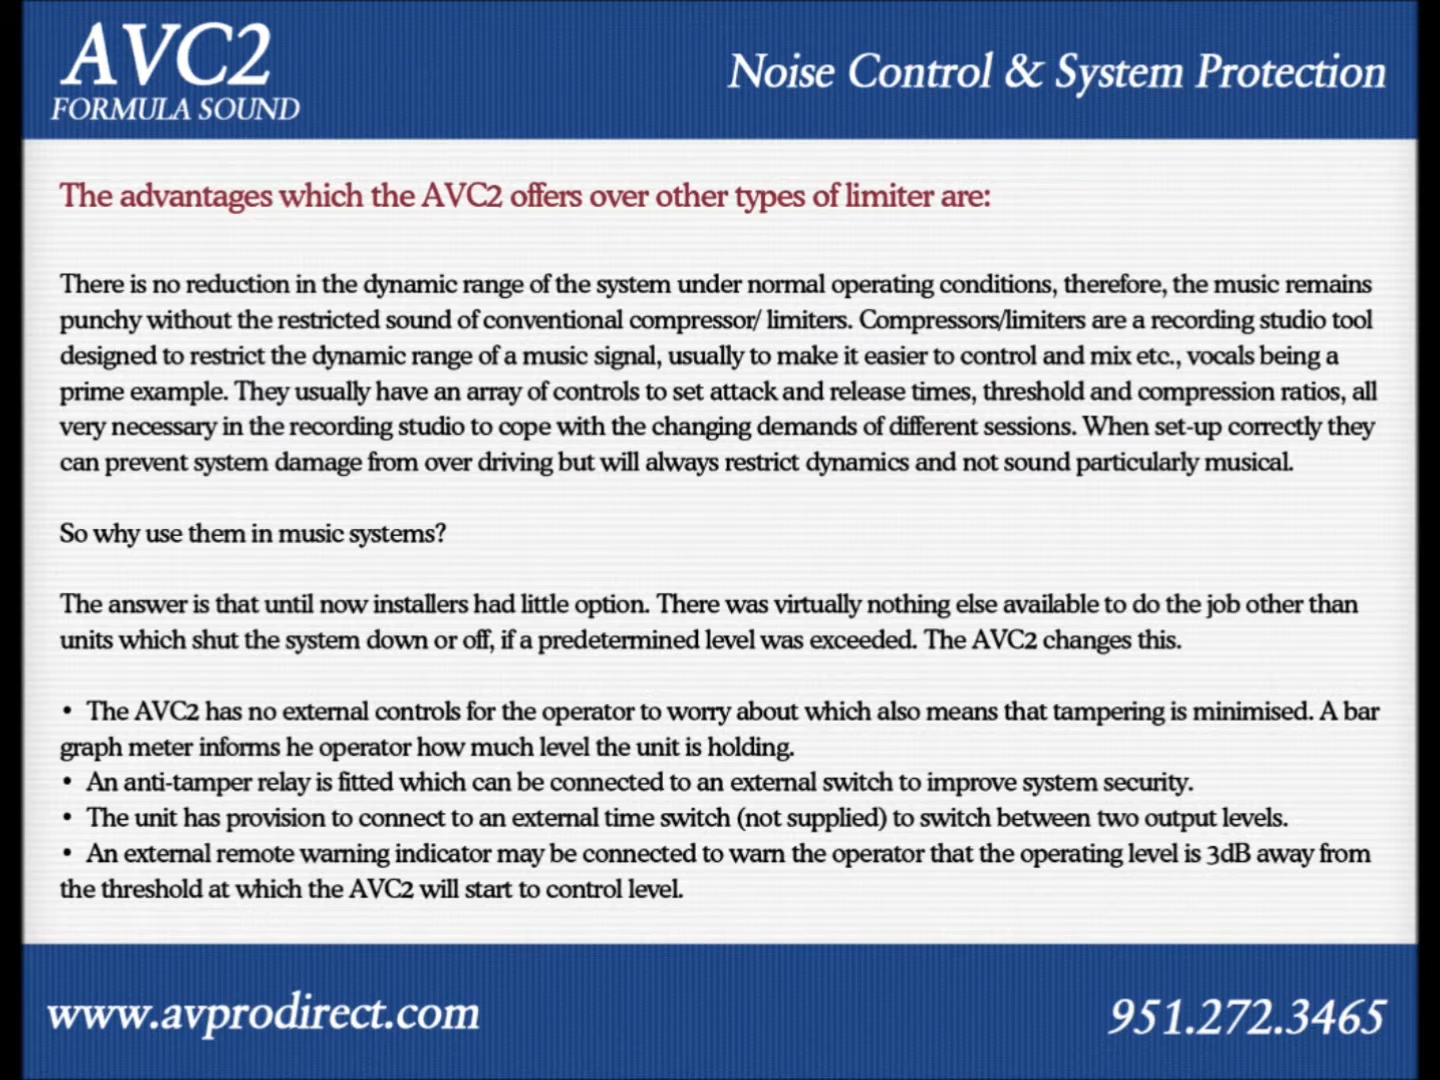 AVC2
FORMULA SOUND
Noise Control & System Protection
The advantages which the AVC2 offers over other types of limiter are:
There is no reduction in the dynamic range of the system under normal operating conditions, therefore, the music remains
punchy without the restricted sound of conventional compressor/ limiters. Compressors/limiters are a recording studio tool
designed to restrict the dynamic range of a music signal, usually to make it easier to control and mix etc., vocals being a
prime example. They usually have an array of controls to set attack and release times, threshold and compression ratios, all
very necessary in the recording studio to cope with the changing demands of different sessions. When set-up correctly they
can prevent system damage from over driving but will always restrict dynamics and not sound particularly musical.
So why use them in music systems?
The answer is that until now installers had little option. There was virtually nothing else available to do the job other than
units which shut the system down or off, if a predetermined level was exceeded. The AVC2 changes this.
• The AVC2 has no external controls for the operator to worry about which also means that tampering is minimised. A bar
graph meter informs he operator how much level the unit is holding.
• An anti-tamper relay is fitted which can be connected to an external switch to improve system security.
• The unit has provision to connect to an external time switch (not supplied) to switch between two output levels.
• An external remote warning indicator may be connected to warn the operator that the operating level is 3dB away from
the threshold at which the AVC2 will start to control level.
www.avprodirect.com
951.272.3465